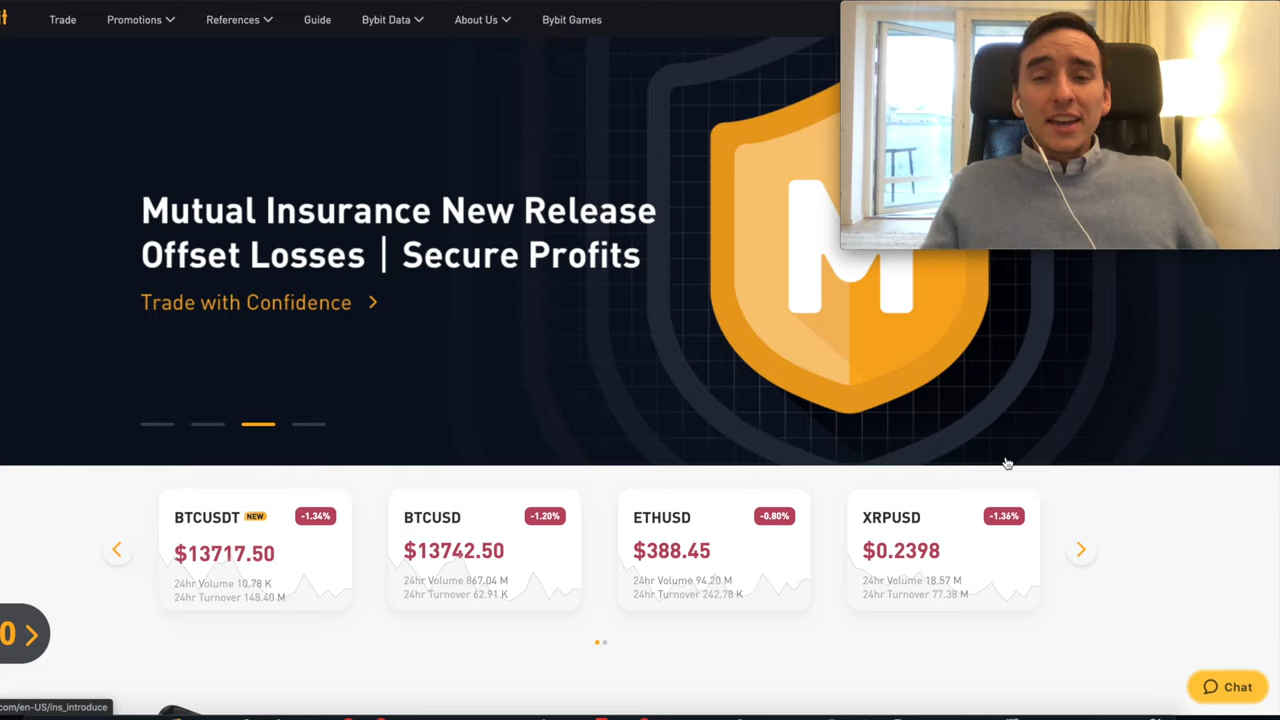 it
Trade Promotions References Guide Bybit Data About Us Bybit Games
Mutual Insurance New Release
Offset Losses | Secure Profits
Trade with Confidence
M
BTCUSDT NEW -1.34%
$13717.50
24hr Volume 10.78 K
24hr Turnover 148.40 M
BTCUSD -1.20%
$13742.50
24hr Volume 867.04 M
24hr Turnover 62.91 K
ETHUSD -0.80%
$388.45
24hr Volume 94.20 M
24hr Turnover 242.78 K
XRPUSD -1.36%
$0.2398
24hr Volume 18.57 M
24hr Turnover 77.38 M
0
Chat
com/en-US/ins_introduce